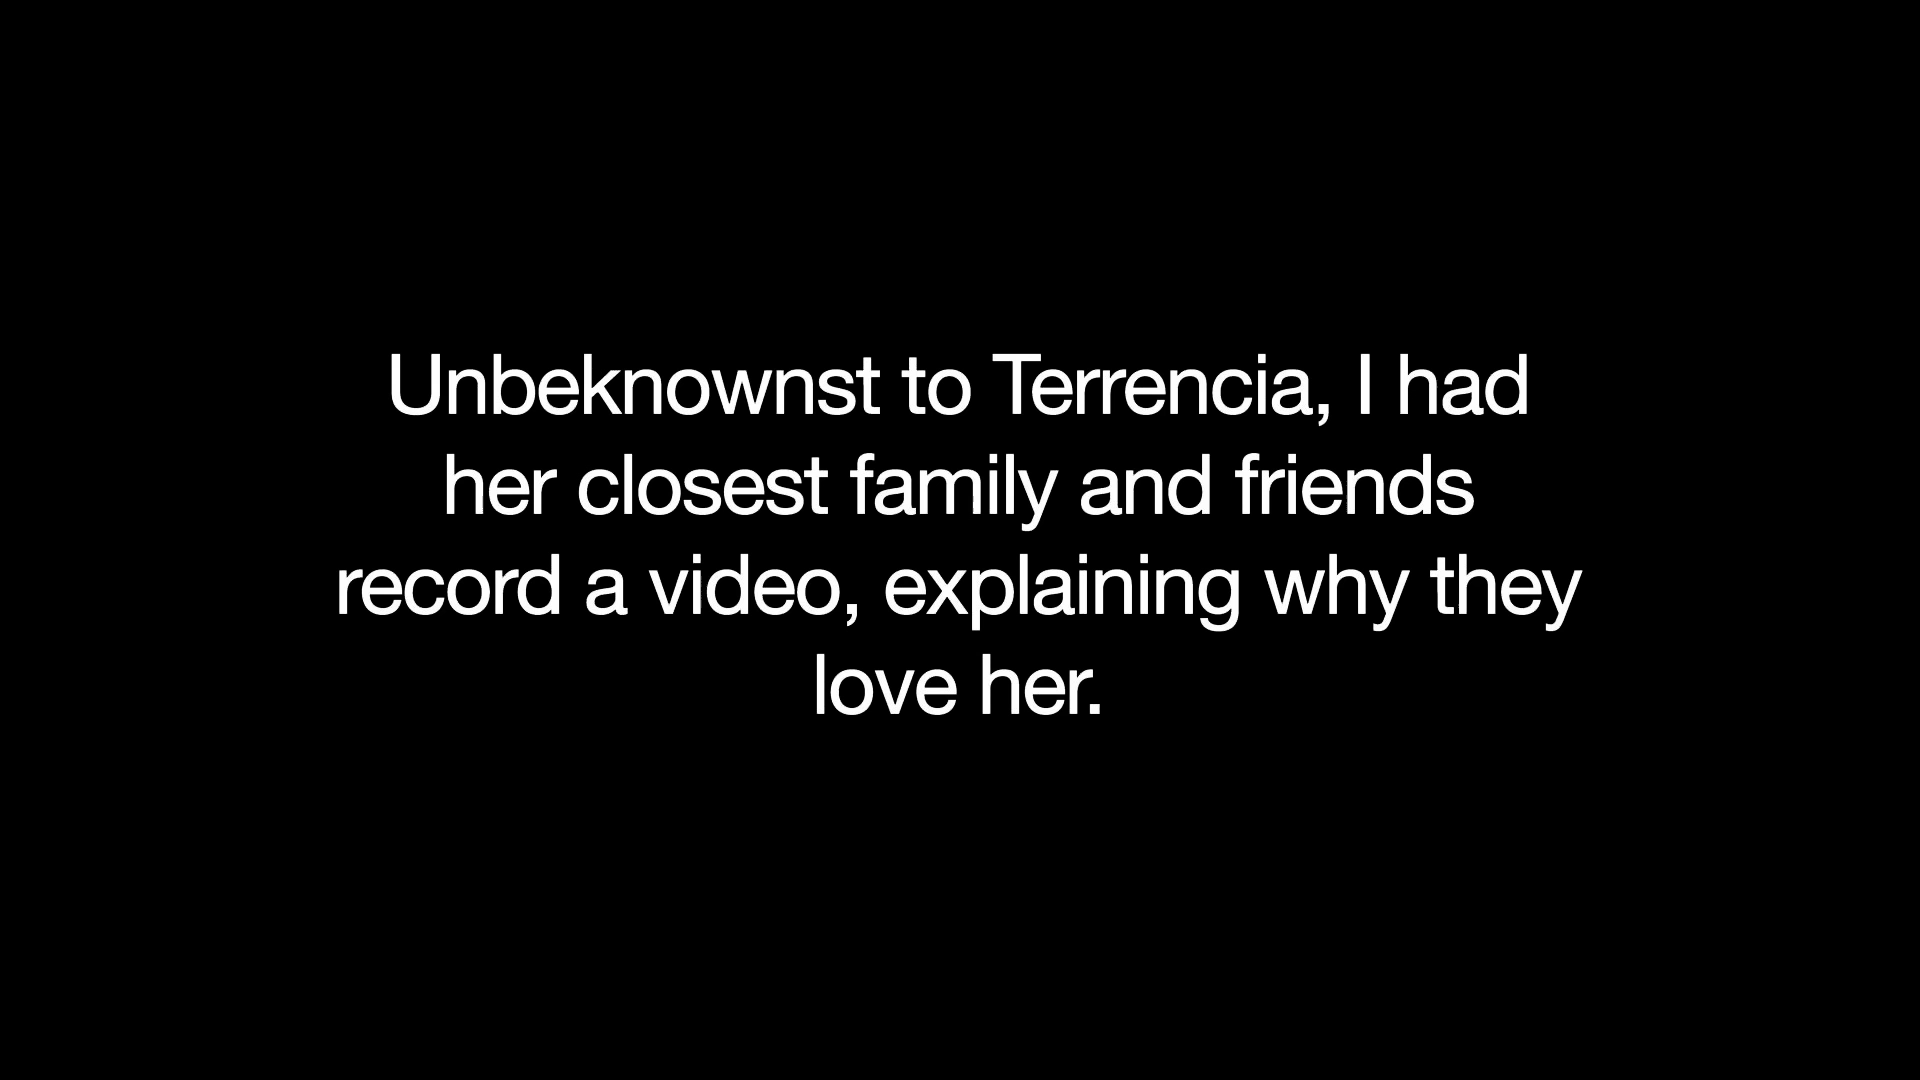 Unbeknownst to Terrencia, I had
her closest family and friends
record a video, explaining why they
love her.